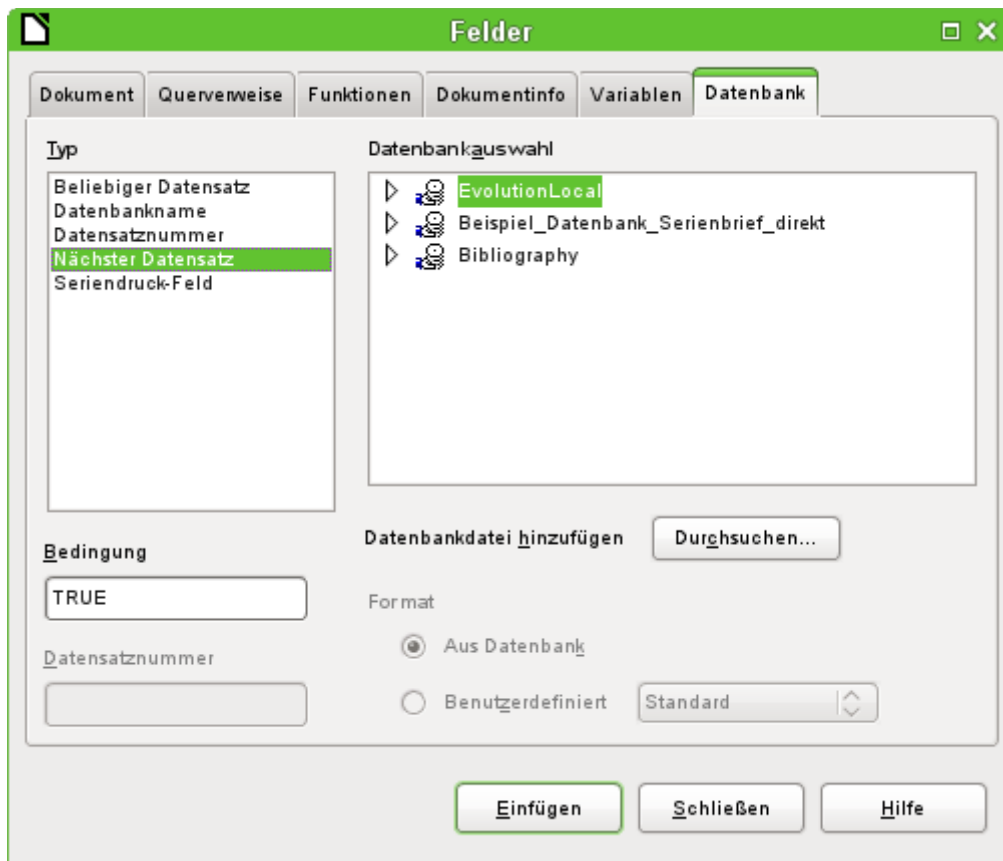 Felder
Dokument Querverweise Funktionen Dokumentinfo Variablen Datenbank
Typ
Beliebiger Datensatz
Datenbankname
Datensatznummer
Nächster Datensatz
Seriendruck-Feld
Datenbankauswahl
EvolutionLocal
Beispiel_Datenbank_Serienbrief_direkt
Bibliography
Bedingung
TRUE
Datensatznummer
Datenbankdatei hinzufügen Durchsuchen...
Format
Aus Datenbank
Benutzerdefiniert Standard
Einfügen Schließen Hilfe